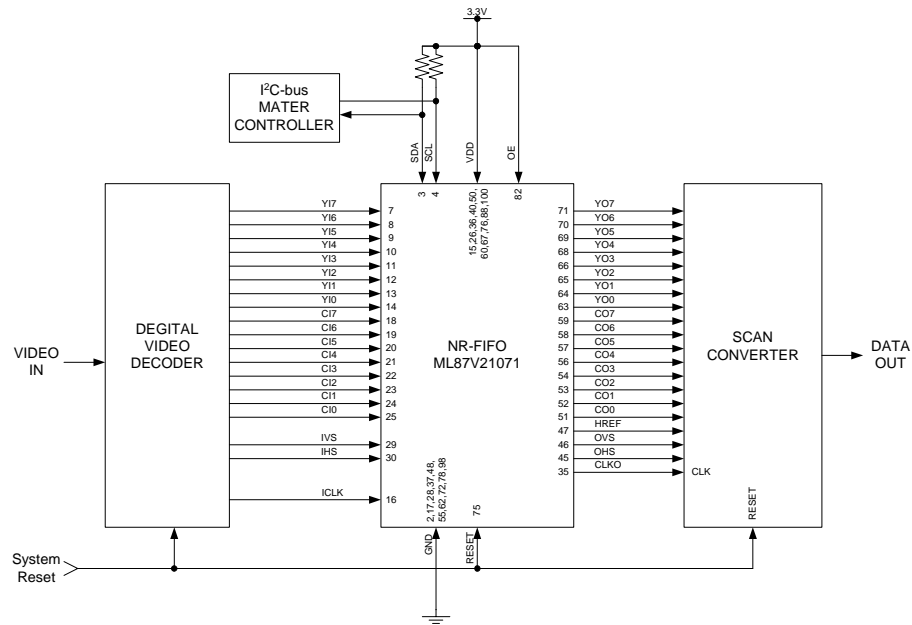 3.3V
I²C-bus
MATER
CONTROLLER
SDA
SCL
VDD
OE
3
4
15,26,36,40,50,
60,67,76,88,100
82
VIDEO
IN
DEGITAL
VIDEO
DECODER
YI7
YI6
YI5
YI4
YI3
YI2
YI1
YI0
CI7
CI6
CI5
CI4
CI3
CI2
CI1
CI0
IVS
IHS
ICLK
7
8
9
10
11
12
13
14
18
19
20
21
22
23
24
25
29
30
16
NR-FIFO
ML87V21071
71
70
69
68
66
65
64
63
59
58
57
56
54
53
52
51
47
46
45
35
YO7
YO6
YO5
YO4
YO3
YO2
YO1
YO0
CO7
CO6
CO5
CO4
CO3
CO2
CO1
CO0
HREF
OVS
OHS
CLKO
CLK
SCAN
CONVERTER
DATA
OUT
RESET
2,17,28,37,48,
55,62,72,78,98
75
GND
RESET
System
Reset